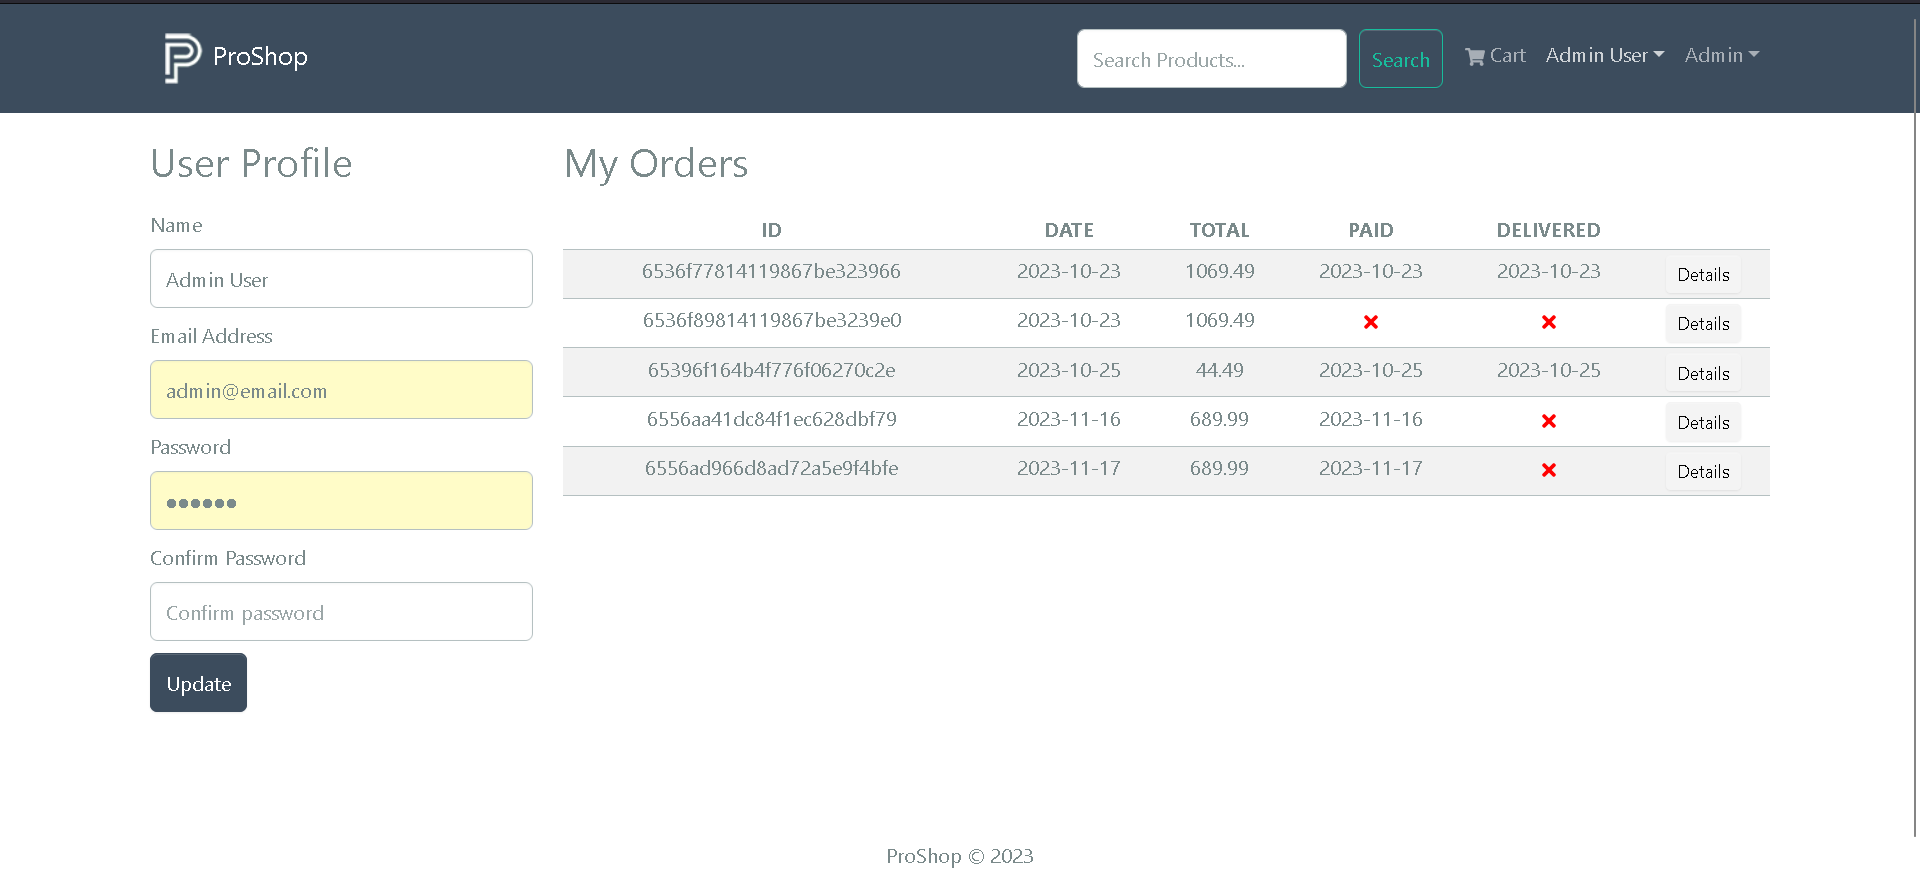 ProShop
Search Products...
Search
Cart
Admin User
Admin
User Profile
Name
Admin User
Email Address
admin@email.com
Password
••••••
Confirm Password
Confirm password
Update
My Orders
ID DATE TOTAL PAID DELIVERED
6536f77814119867be323966 2023-10-23 1069.49 2023-10-23 2023-10-23 Details
6536f89814119867be3239e0 2023-10-23 1069.49 Details
65396f164b4f776f06270c2e 2023-10-25 44.49 2023-10-25 2023-10-25 Details
6556aa41dc84f1ec628dbf79 2023-11-16 689.99 2023-11-16 Details
6556ad966d8ad72a5e9f4bfe 2023-11-17 689.99 2023-11-17 Details
ProShop © 2023